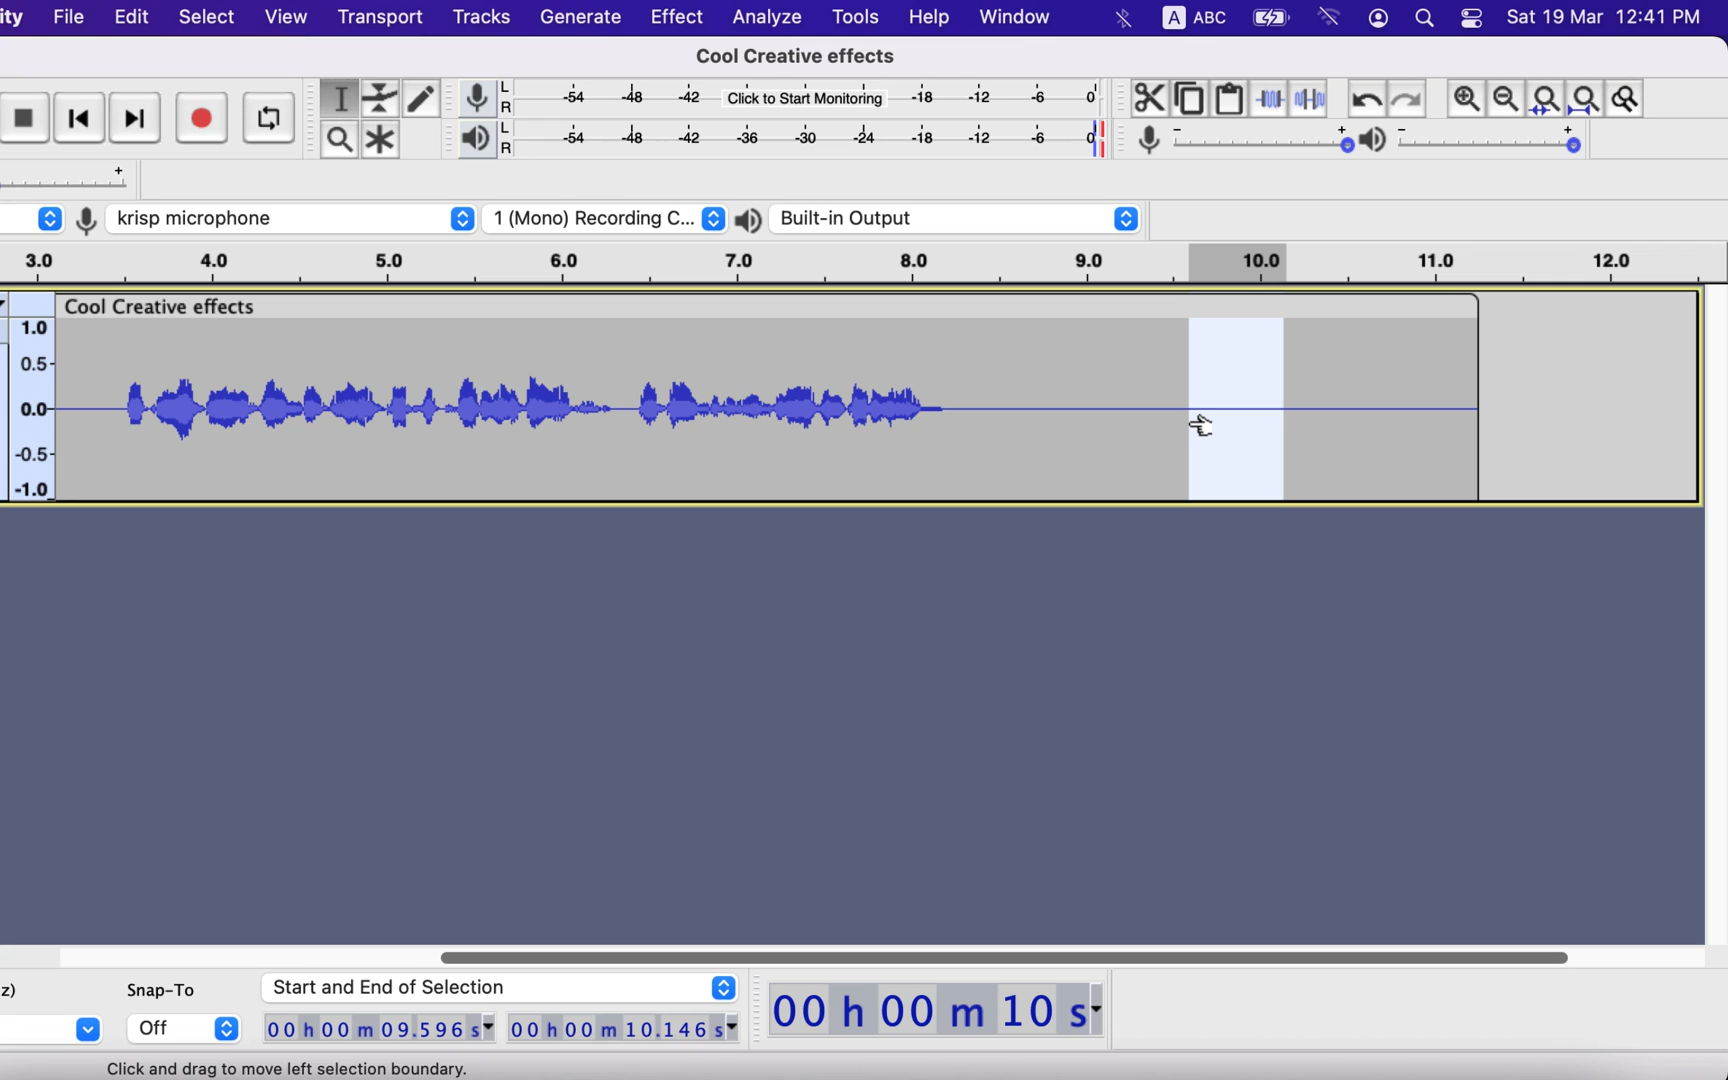 ity File Edit Select View Transport Tracks Generate Effect Analyze Tools Help Window A ABC Sat 19 Mar 12:41 PM
Cool Creative effects
L R -54 -48 -42 Click to Start Monitoring -18 -12 -6 0
L R -54 -48 -42 -36 -30 -24 -18 -12 -6 0
- + - +
+
krisp microphone 1 (Mono) Recording C... Built-in Output
3.0 4.0 5.0 6.0 7.0 8.0 9.0 10.0 11.0 12.0
Cool Creative effects
1.0
0.5
0.0
-0.5
-1.0
z) Snap-To Start and End of Selection
Off 00 h 00 m 09.596 s 00 h 00 m 10.146 s 00 h 00 m 10 s
Click and drag to move left selection boundary.